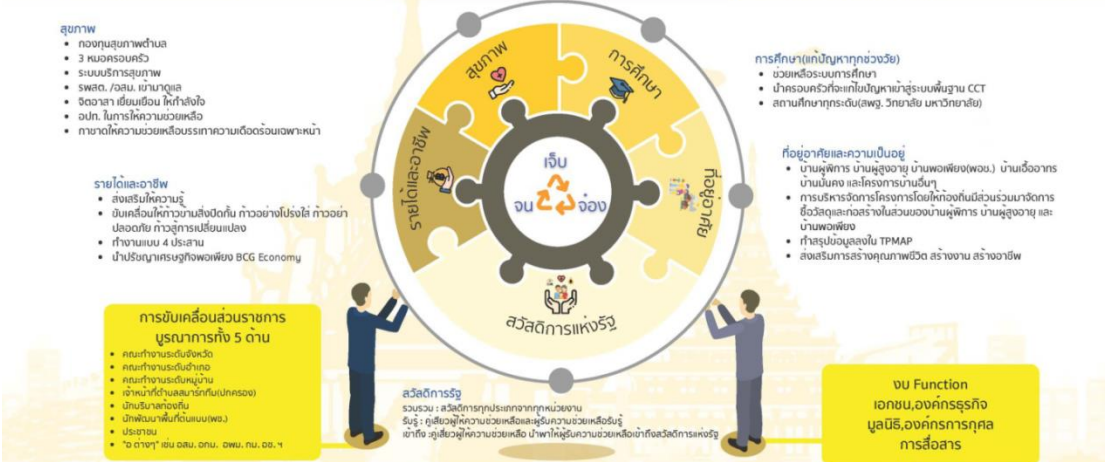 สุขภาพ
• กองทุนสุขภาพตำบล
• 3 หมอครอบครัว
• ระบบบริการสุขภาพ
• รพสต. /อสม. เข้ามาดูแล
• จิตอาสา เยี่ยมเยือน ให้กำลังใจ
• อปท. ในการให้ความช่วยเหลือ
• กาชาดให้ความช่วยเหลือบรรเทาความเดือดร้อนเฉพาะหน้า
รายได้และอาชีพ
• ส่งเสริมให้ความรู้
• ขับเคลื่อนให้ก้าวข้ามสิ่งปิดกั้น ก้าวอย่างโปร่งใส ก้าวอย่า
ปลอดภัย ก้าวสู่การเปลี่ยนแปลง
• ทำงานแบบ 4 ประสาน
• นำปรัชญาเศรษฐกิจพอเพียง BCG Economy
การขับเคลื่อนส่วนราชการ
บูรณาการทั้ง 5 ด้าน
• คณะทำงานระดับจังหวัด
• คณะทำงานระดับอำเภอ
• คณะทำงานระดับหมู่บ้าน
• เจ้าหน้าที่ตำบลสมาร์ททีม(ปกครอง)
• นักบริบาลท้องถิ่น
• นักพัฒนาพื้นที่ต้นแบบ(พช.)
• ประชาชน
• "อ ต่างๆ" เช่น อสม. อกม. อพม. กม. อช. ฯ
สุขภาพ
การศึกษา
รายได้และอาชีพ
ที่อยู่อาศัย
เจ็บ
จน
จ่อง
สวัสดิการแห่งรัฐ
สวัสดิการรัฐ
รวบรวม : สวัสดิการทุกประเภทจากทุกหน่วยงาน
รับรู้ : คู่เสี่ยวผู้ให้ความช่วยเหลือและผู้รับความช่วยเหลือรับรู้
เข้าถึง :คู่เสี่ยวผู้ให้ความช่วยเหลือ นำพาให้ผู้รับความช่วยเหลือเข้าถึงสวัสดิการแห่งรัฐ
การศึกษา(แก้ปัญหาทุกช่วงวัย)
• ช่วยเหลือระบบการศึกษา
• นำครอบครัวที่จะแก้ไขปัญหาเข้าสู่ระบบพื้นฐาน CCT
• สถานศึกษาทุกระดับ(สพฐ. วิทยาลัย มหาวิทยาลัย)
ที่อยู่อาศัยและความเป็นอยู่
• บ้านผู้พิการ บ้านผู้สูงอายุ บ้านพอเพียง(พอช.) บ้านเอื้ออาทร
บ้านมั่นคง และโครงการบ้านอื่นๆ
• การบริหารจัดการโครงการโดยให้ท้องถิ่นมีส่วนร่วมมาจัดการ
ซื้อวัสดุและก่อสร้างในส่วนของบ้านผู้พิการ บ้านผู้สูงอายุ และ
บ้านพอเพียง
• ทำสรุปข้อมูลลงใน TPMAP
• ส่งเสริมการสร้างคุณภาพชีวิต สร้างงาน สร้างอาชีพ
งบ Function
เอกชน,องค์กรธุรกิจ
มูลนิธิ,องค์กรการกุศล
การสื่อสาร